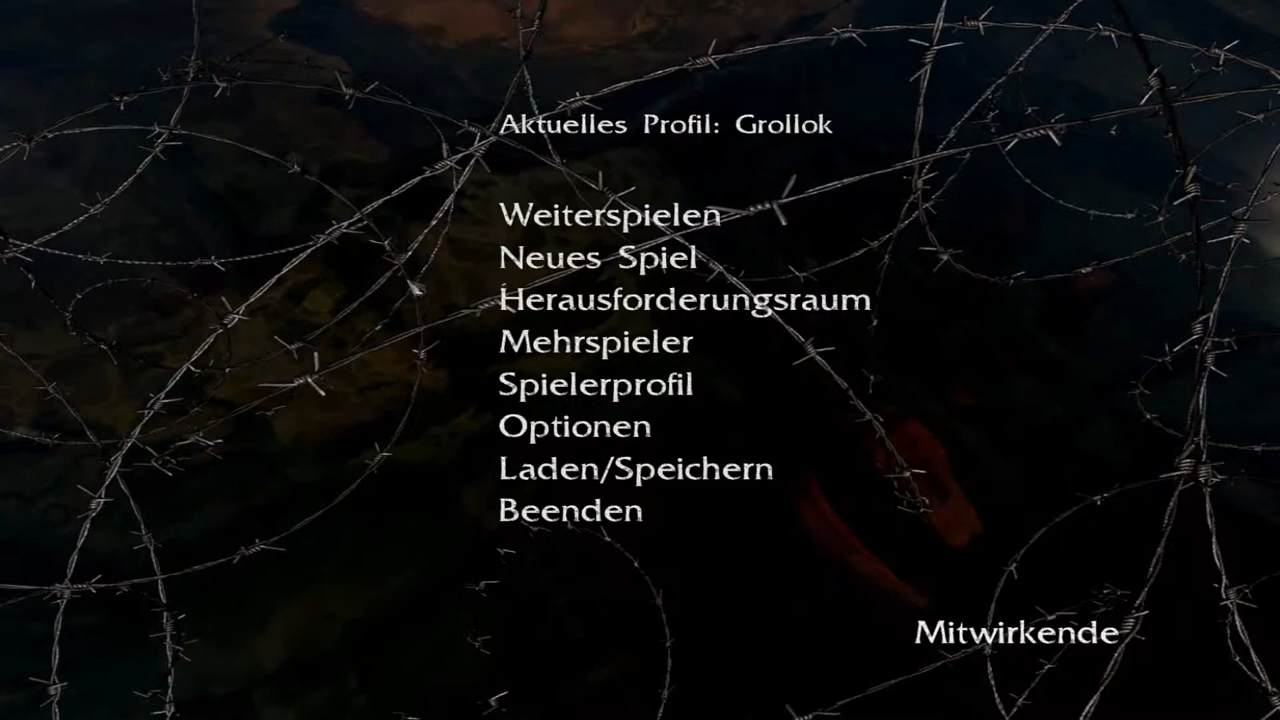 Aktuelles Profil: Grollok
Weiterspielen
Neues Spiel
Herausforderungsraum
Mehrspieler
Spielerprofil
Optionen
Laden/Speichern
Beenden
Mitwirkende